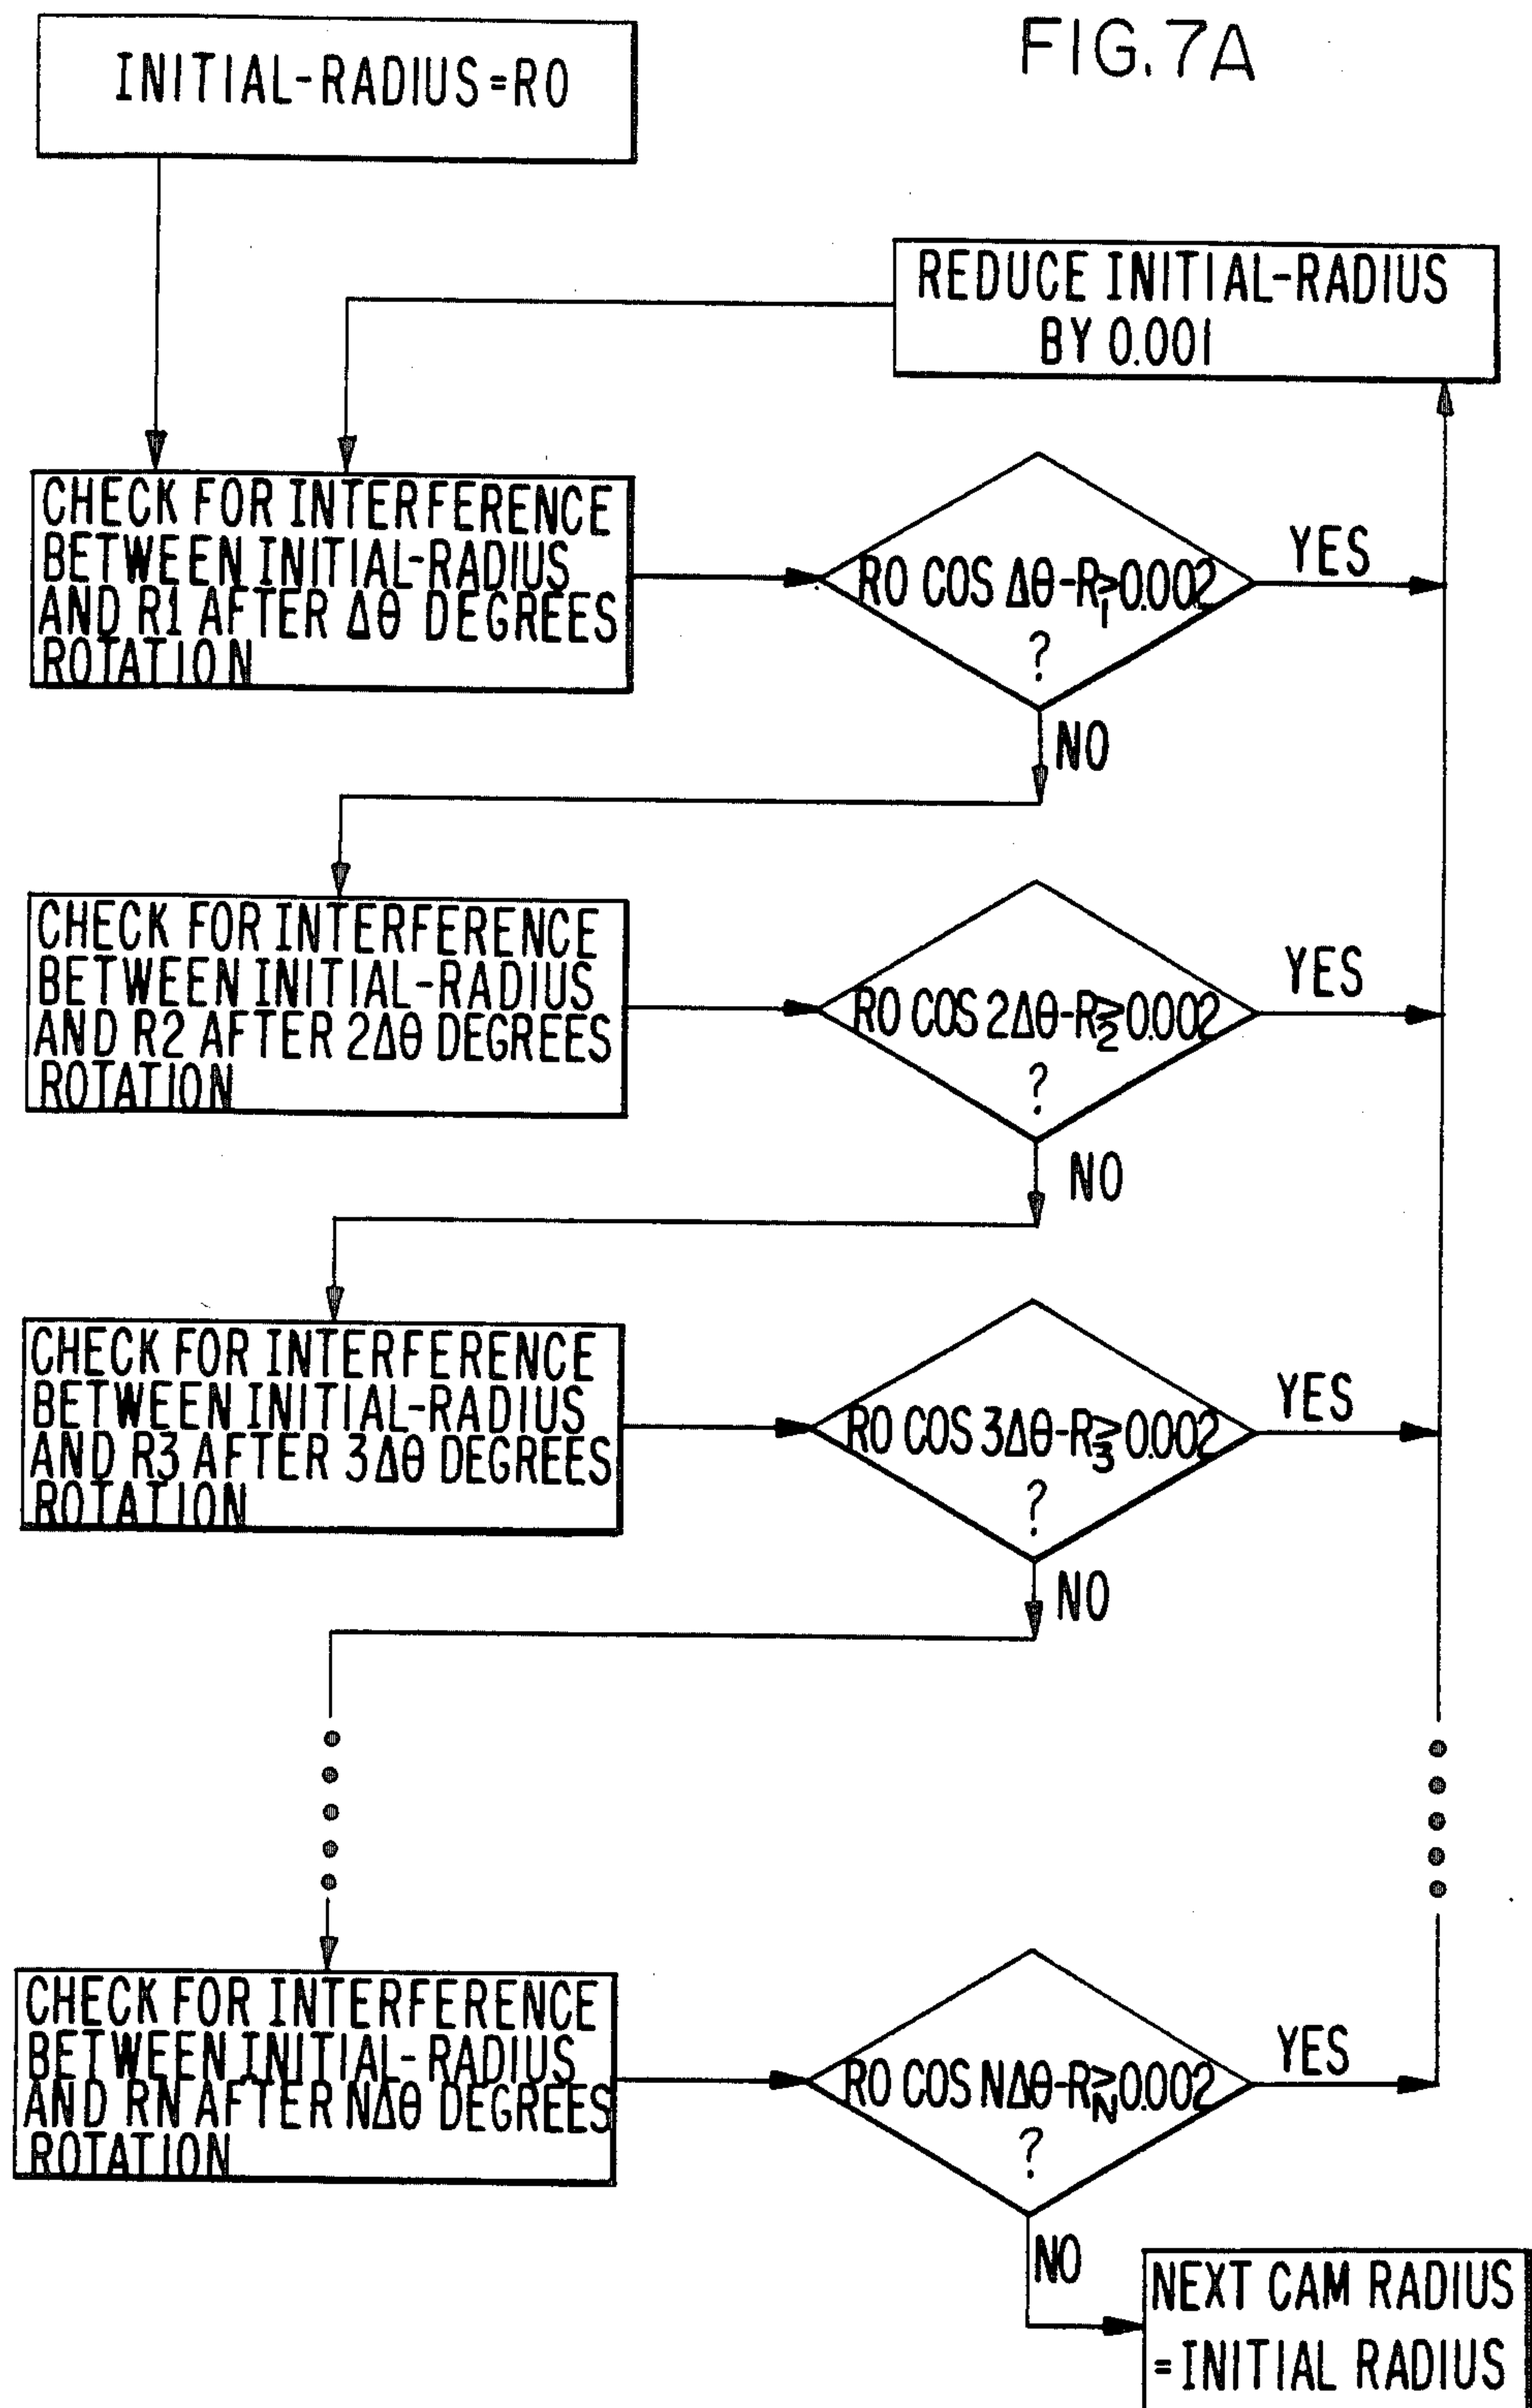 FIG.7A
INITIAL-RADIUS=R0
REDUCE INITIAL-RADIUS
BY 0.001
CHECK FOR INTERFERENCE
BETWEEN INITIAL-RADIUS
AND R1 AFTER Δθ DEGREES
ROTATION
R0 COS Δθ-R₁≥0.002
?
YES
NO
CHECK FOR INTERFERENCE
BETWEEN INITIAL-RADIUS
AND R2 AFTER 2Δθ DEGREES
ROTATION
R0 COS 2Δθ-R₂≥0.002
?
YES
NO
CHECK FOR INTERFERENCE
BETWEEN INITIAL-RADIUS
AND R3 AFTER 3Δθ DEGREES
ROTATION
R0 COS 3Δθ-R₃≥0.002
?
YES
NO
CHECK FOR INTERFERENCE
BETWEEN INITIAL-RADIUS
AND RN AFTER NΔθ DEGREES
ROTATION
R0 COS NΔθ-R_N≥0.002
?
YES
NO
NEXT CAM RADIUS
=INITIAL RADIUS